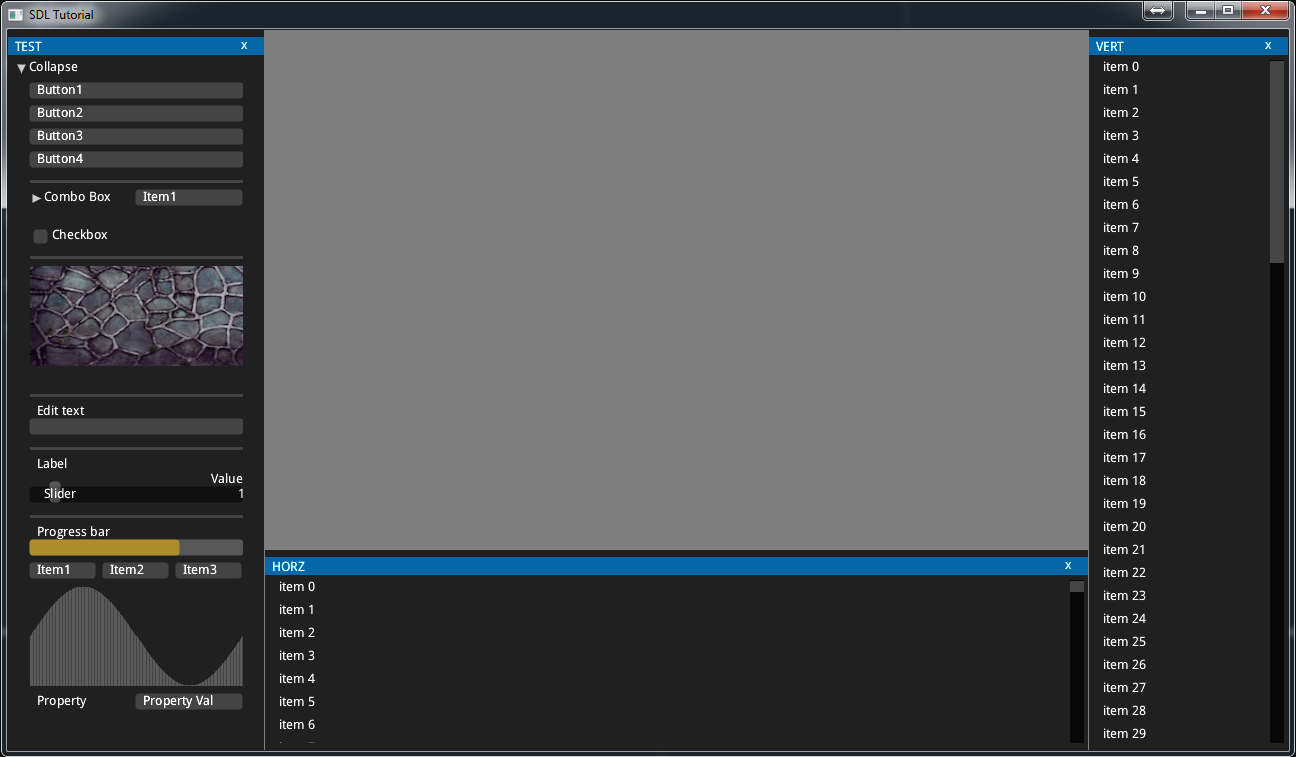 SDL Tutorial
TEST x
Collapse
Button1
Button2
Button3
Button4
Combo Box Item1
Checkbox
Edit text
Label
Value
Slider 1
Progress bar
Item1 Item2 Item3
Property Property Val
HORZ x
item 0
item 1
item 2
item 3
item 4
item 5
item 6
VERT x
item 0
item 1
item 2
item 3
item 4
item 5
item 6
item 7
item 8
item 9
item 10
item 11
item 12
item 13
item 14
item 15
item 16
item 17
item 18
item 19
item 20
item 21
item 22
item 23
item 24
item 25
item 26
item 27
item 28
item 29